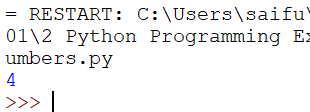 = RESTART: C:\Users\saifu\
01\2 Python Programming Ex
umbers.py
4
>>>